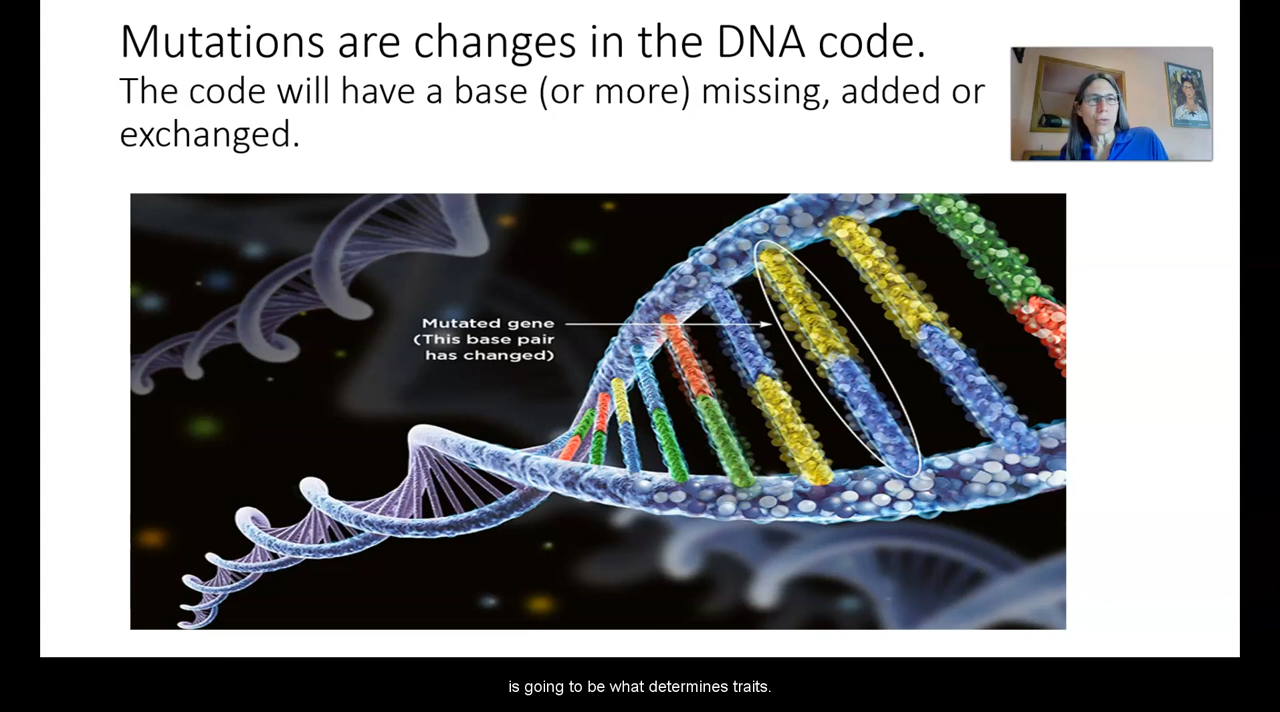 Mutations are changes in the DNA code.
The code will have a base (or more) missing, added or
exchanged.
Mutated gene
(This base pair
has changed)
is going to be what determines traits.